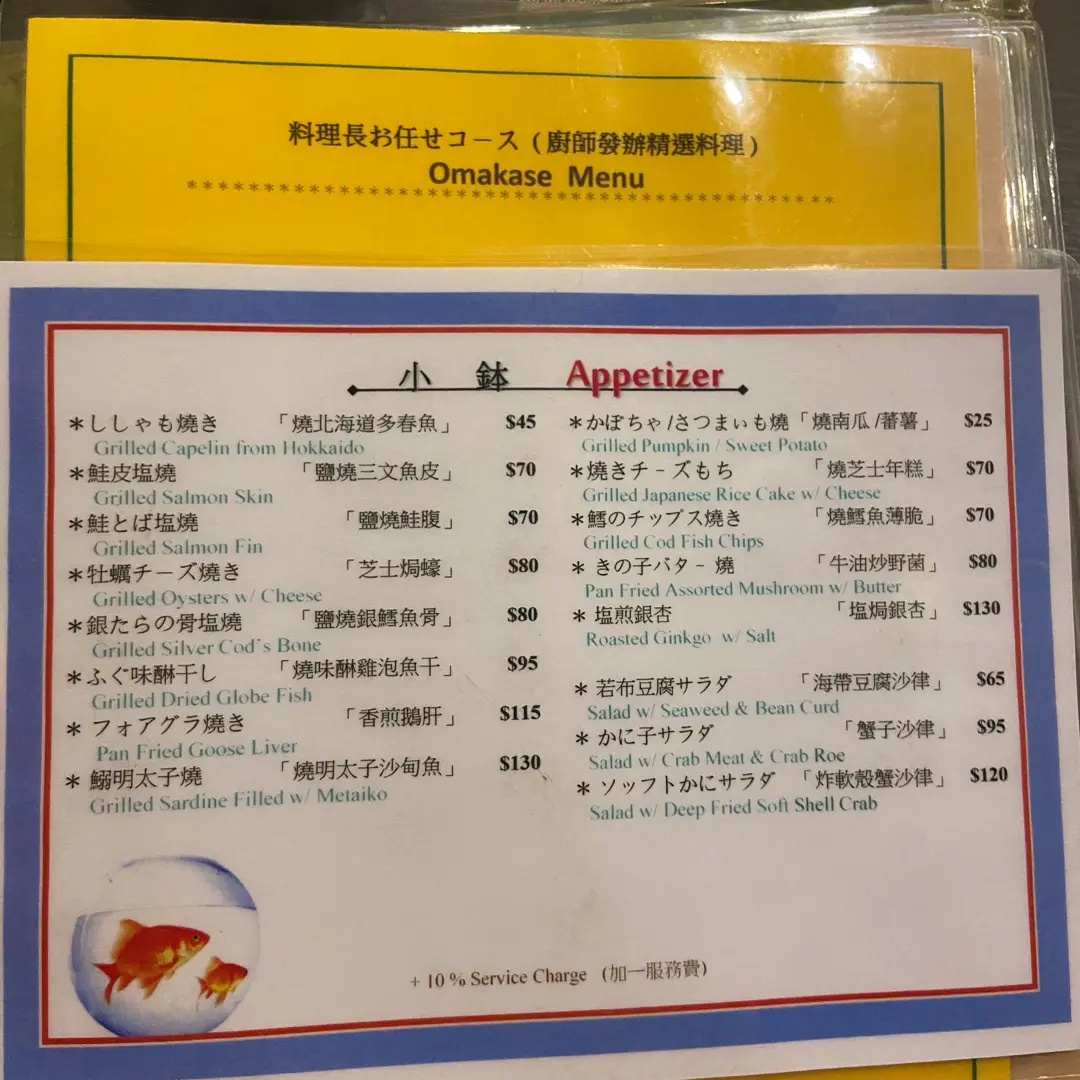 料理長お任せコース (廚師發辦精選料理)
Omakase Menu
******************************************
小 鉢 Appetizer
*ししゃも燒き 「燒北海道多春魚」 $45
Grilled Capelin from Hokkaido
*鮭皮塩燒 「鹽燒三文魚皮」 $70
Grilled Salmon Skin
*鮭とば塩燒 「鹽燒鮭腹」 $70
Grilled Salmon Fin
*牡蠣チーズ燒き 「芝士焗蠔」 $80
Grilled Oysters w/ Cheese
*銀たらの骨塩燒 「鹽燒銀鱈魚骨」 $80
Grilled Silver Cod's Bone
*ふぐ味醂干し 「燒味醂雞泡魚干」 $95
Grilled Dried Globe Fish
* フォアグラ燒き 「香煎鵝肝」 $115
Pan Fried Goose Liver
* 鰯明太子燒 「燒明太子沙甸魚」 $130
Grilled Sardine Filled w/ Metaiko
*かぼちゃ/さつまぃも燒「燒南瓜/蕃薯」 $25
Grilled Pumpkin / Sweet Potato
*燒きチ-ズもち 「燒芝士年糕」 $70
Grilled Japanese Rice Cake w/ Cheese
*鱈のチップス燒き 「燒鱈魚薄脆」 $70
Grilled Cod Fish Chips
* きの子バタ- 燒 「牛油炒野菌」 $80
Pan Fried Assorted Mushroom w/ Butter
* 塩煎銀杏 「塩焗銀杏」 $130
Roasted Ginkgo w/ Salt
* 若布豆腐サラダ 「海帶豆腐沙律」 $65
Salad w/ Seaweed & Bean Curd
* かに子サラダ 「蟹子沙律」 $95
Salad w/ Crab Meat & Crab Roe
* ソッフトかにサラダ 「炸軟殼蟹沙律」 $120
Salad w/ Deep Fried Soft Shell Crab
+ 10 % Service Charge (加一服務費)